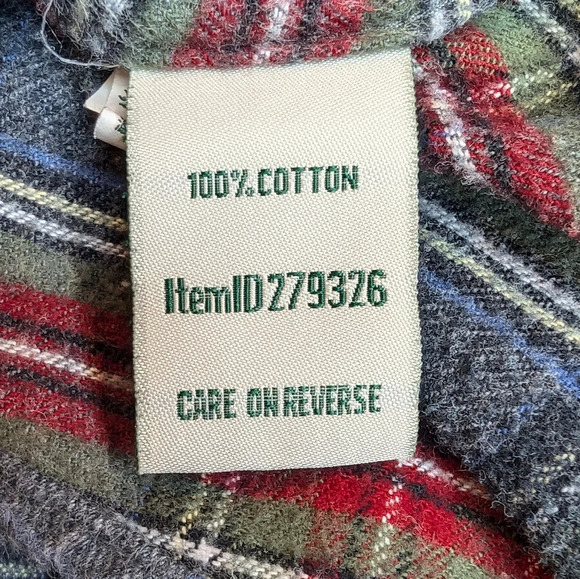 100% COTTON
ItemID 279326
CARE ON REVERSE